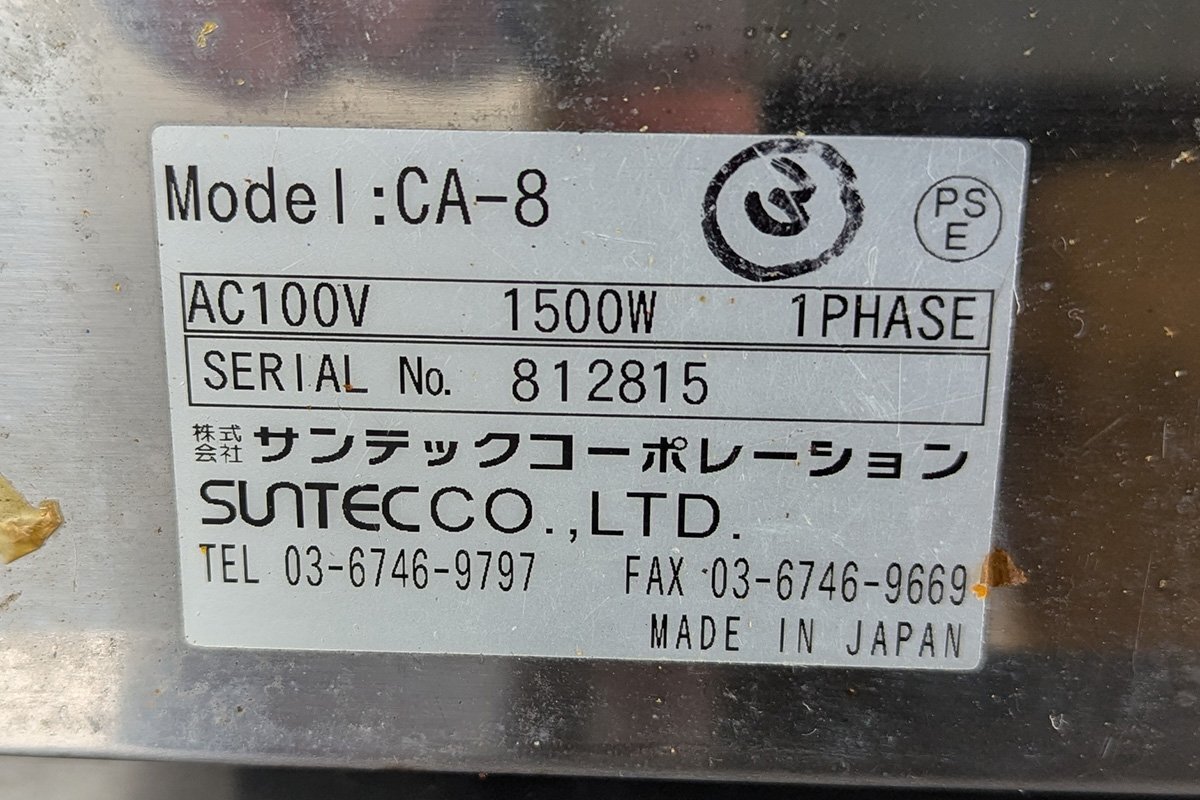 Model:CA-8
PS
E
AC100V 1500W 1PHASE
SERIAL No. 812815
株式会社 サンテックコーポレーション
SUNTEC CO.,LTD.
TEL 03-6746-9797 FAX 03-6746-9669
MADE IN JAPAN